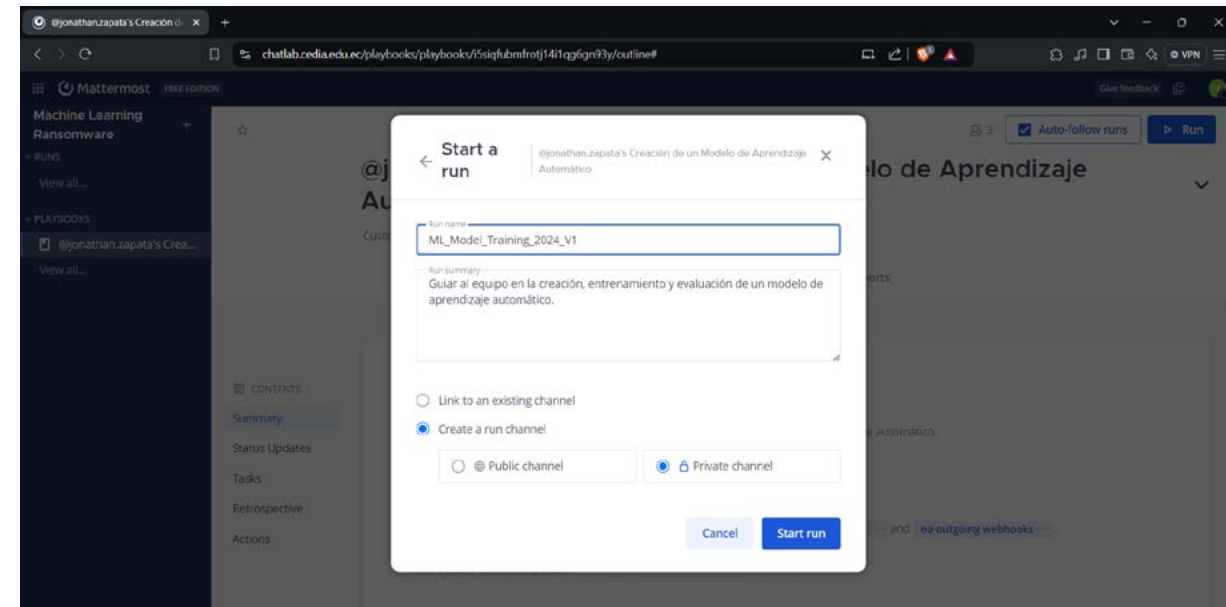 @jonathan.zapata's Creación d
chatlab.cedia.edu.ec/playbooks/playbooks/i5siqfubmfrotj14i1qg6gn93y/outline#
VPN
Mattermost FREE EDITION
Give feedback
Machine Learning
Ransomware
RUNS
View all...
PLAYBOOKS
@jonathan.zapata's Crea...
View all...
3
Auto-follow runs
Run
@j
lo de Aprendizaje
Au
orts
CONTENTS
Summary
Status Updates
Tasks
Retrospective
Actions
e automático.
and no outgoing webhooks
Start a
run
@jonathan.zapata's Creación de un Modelo de Aprendizaje
Automático
Run name
ML_Model_Training_2024_V1
Run summary
Guiar al equipo en la creación, entrenamiento y evaluación de un modelo de
aprendizaje automático.
Link to an existing channel
Create a run channel
Public channel
Private channel
Cancel
Start run